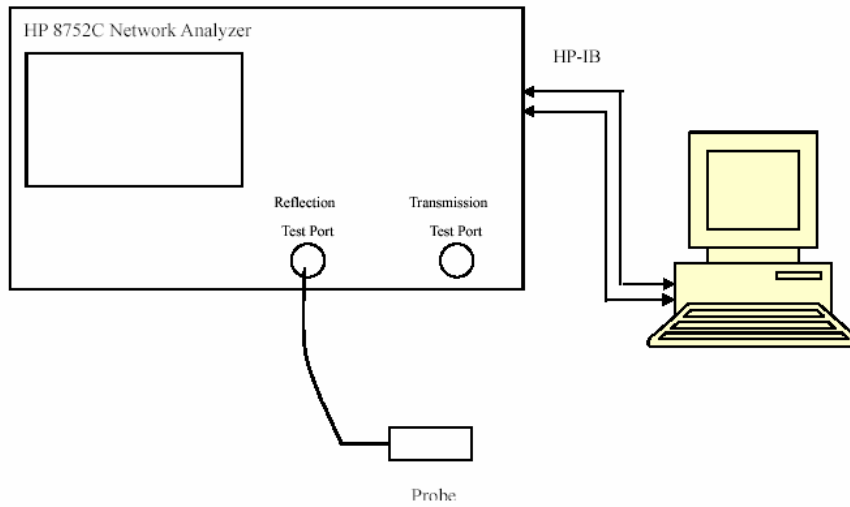 HP 8752C Network Analyzer
HP-IB
Reflection
Test Port
Transmission
Test Port
Probe